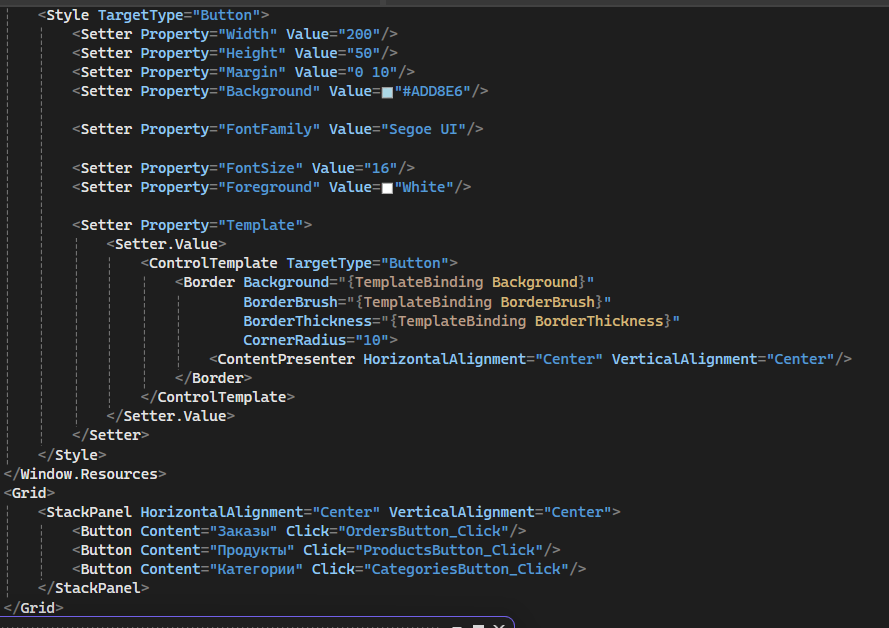 <Style TargetType="Button">
<Setter Property="Width" Value="200"/>
<Setter Property="Height" Value="50"/>
<Setter Property="Margin" Value="0 10"/>
<Setter Property="Background" Value="#ADD8E6"/>
<Setter Property="FontFamily" Value="Segoe UI"/>
<Setter Property="FontSize" Value="16"/>
<Setter Property="Foreground" Value="White"/>
<Setter Property="Template">
<Setter.Value>
<ControlTemplate TargetType="Button">
<Border Background="{TemplateBinding Background}"
BorderBrush="{TemplateBinding BorderBrush}"
BorderThickness="{TemplateBinding BorderThickness}"
CornerRadius="10">
<ContentPresenter HorizontalAlignment="Center" VerticalAlignment="Center"/>
</Border>
</ControlTemplate>
</Setter.Value>
</Setter>
</Style>
</Window.Resources>
<Grid>
<StackPanel HorizontalAlignment="Center" VerticalAlignment="Center">
<Button Content="Заказы" Click="OrdersButton_Click"/>
<Button Content="Продукты" Click="ProductsButton_Click"/>
<Button Content="Категории" Click="CategoriesButton_Click"/>
</StackPanel>
</Grid>